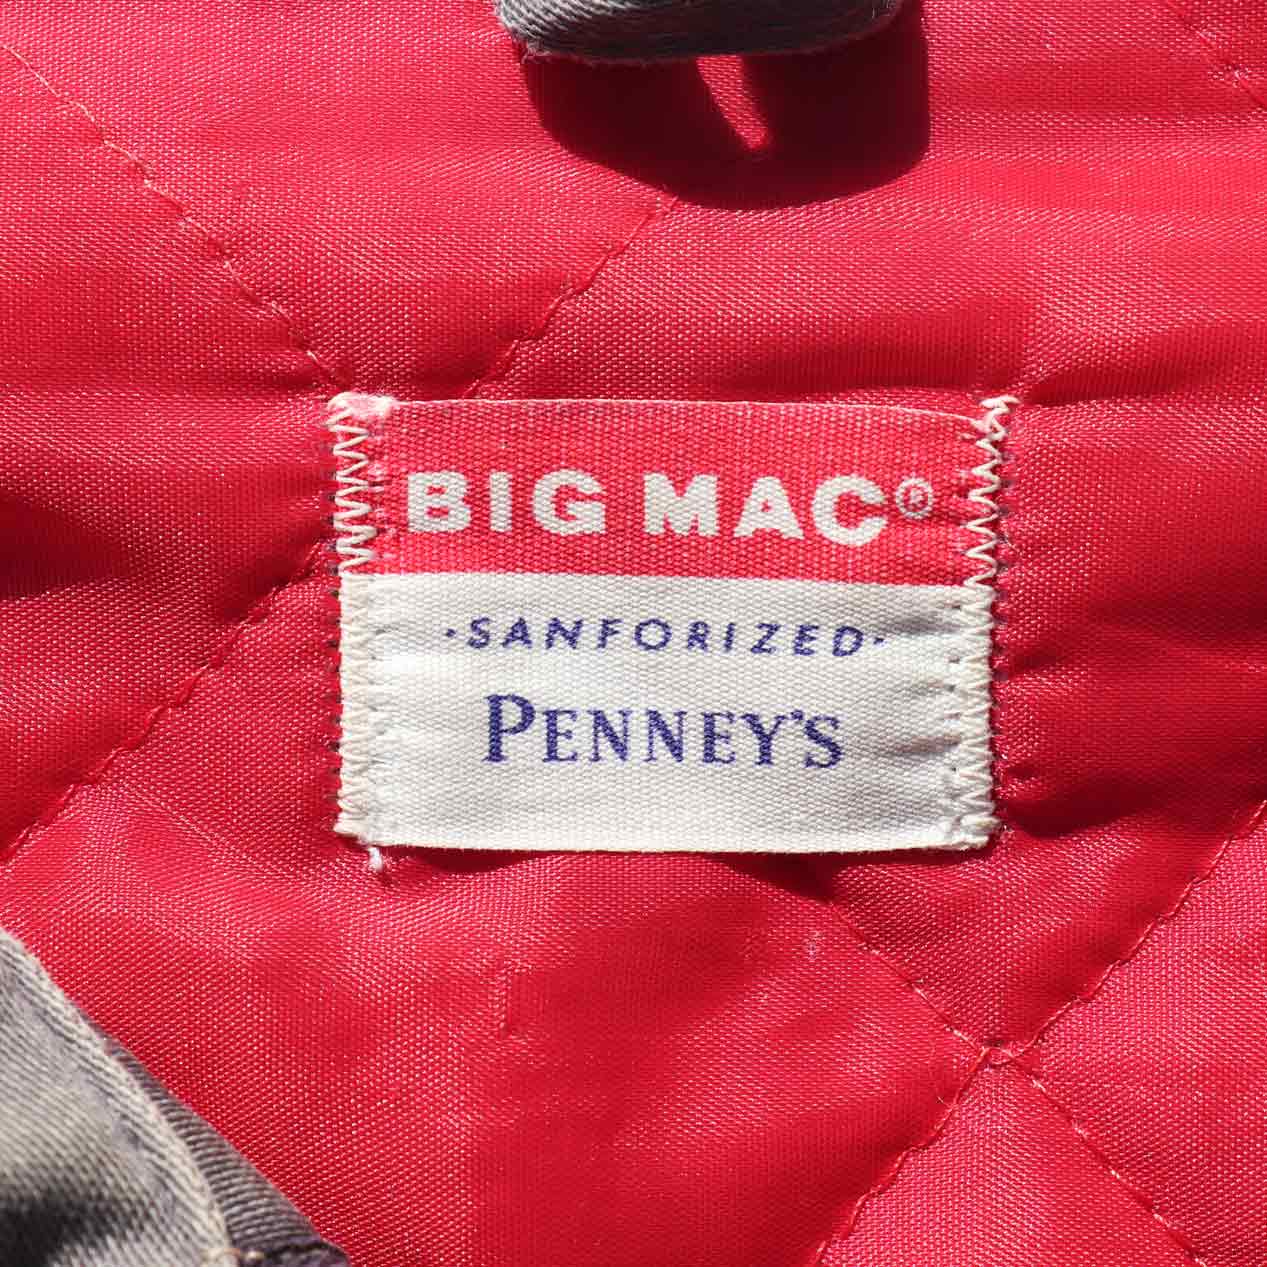 BIG MAC®
·SANFORIZED·
PENNEY'S